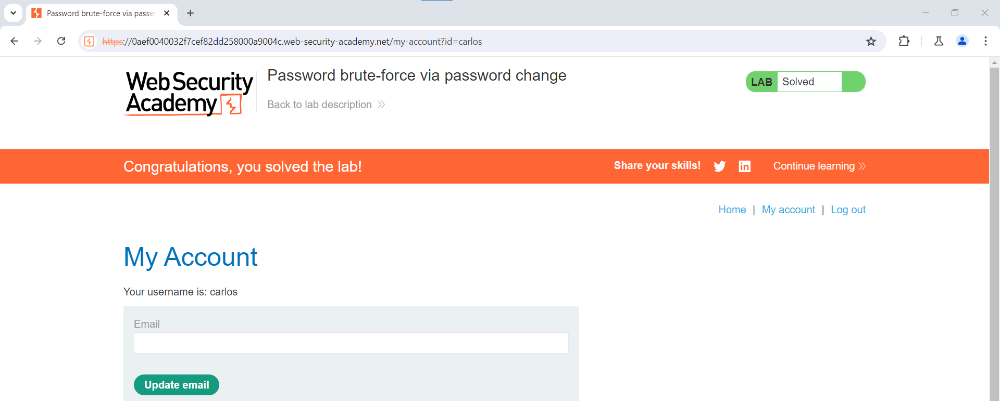 Password brute-force via passw
https://0aef0040032f7cef82dd258000a9004c.web-security-academy.net/my-account?id=carlos
Web Security
Academy
Password brute-force via password change
Back to lab description
LAB Solved
Congratulations, you solved the lab!
Share your skills!
Continue learning
Home | My account | Log out
My Account
Your username is: carlos
Email
Update email